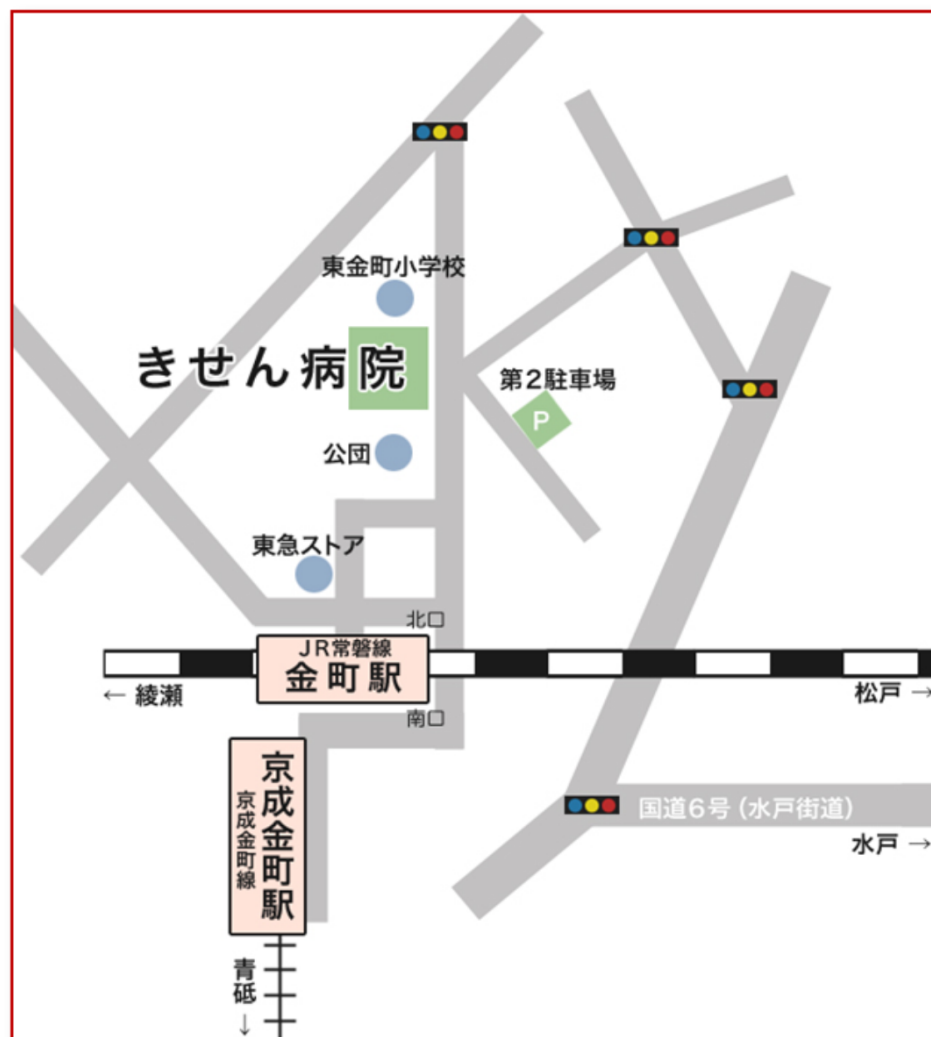 東金町小学校
きせん病院
第2駐車場
P
公団
東急ストア
北口
JR常磐線
金町駅
← 綾瀬
松戸 →
南口
京成金町駅
京成金町線
国道6号(水戸街道)
水戸 →
青砥
↓